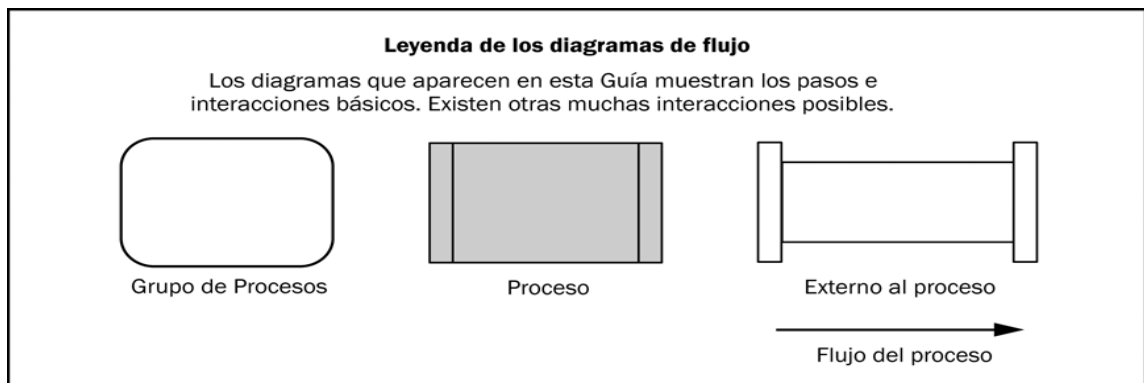 Leyenda de los diagramas de flujo
Los diagramas que aparecen en esta Guía muestran los pasos e
interacciones básicos. Existen otras muchas interacciones posibles.
Grupo de Procesos
Proceso
Externo al proceso
Flujo del proceso